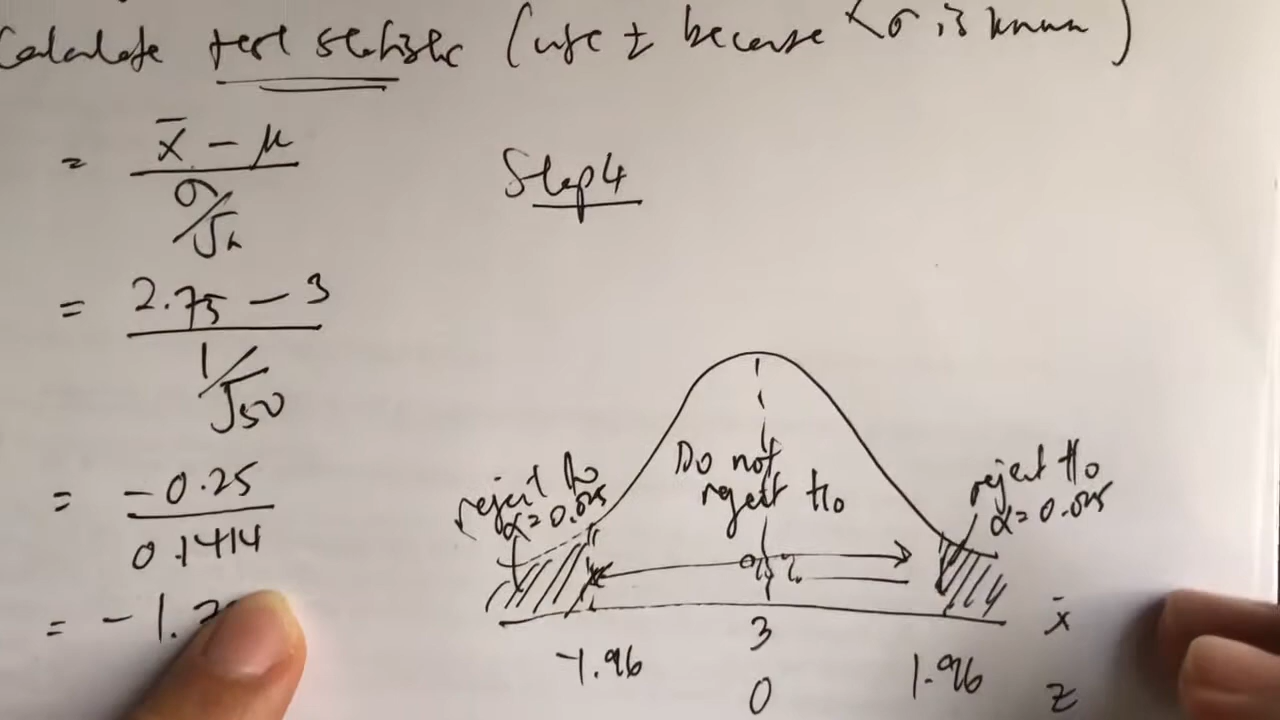 Calculate test statistic (use z because σ is known)
= x̄ - μ
σ/√n
Step 4
= 2.75 - 3
1/√50
= -0.25
0.1414
= -1.
reject H₀
α=0.025
Do not
reject H₀
reject H₀
α=0.025
-1.96
3
1.96
x̄
0
z